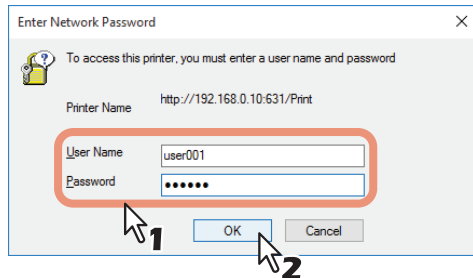 Enter Network Password
To access this printer, you must enter a user name and password
Printer Name http://192.168.0.10:631/Print
User Name user001
Password ••••••
1
OK Cancel
2